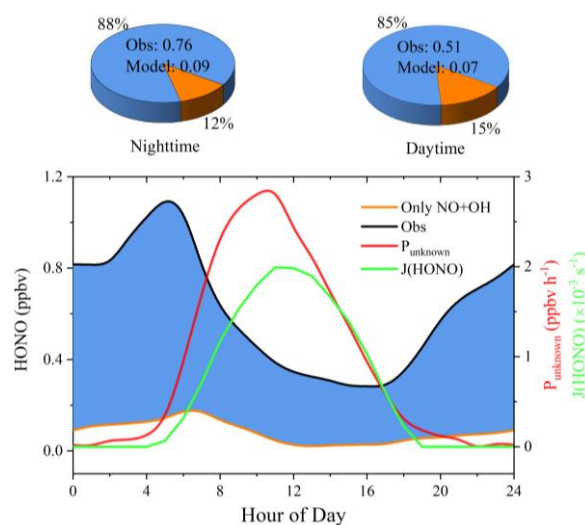 88%
Obs: 0.76
Model: 0.09
12%
Nighttime
85%
Obs: 0.51
Model: 0.07
15%
Daytime
1.2
0.8
0.4
0.0
HONO (ppbv)
Only NO+OH
Obs
P_unknown
J(HONO)
3
2
1
0
P_unknown (ppbv h⁻¹)
J(HONO) (×10⁻³ s⁻¹)
0 4 8 12 16 20 24
Hour of Day